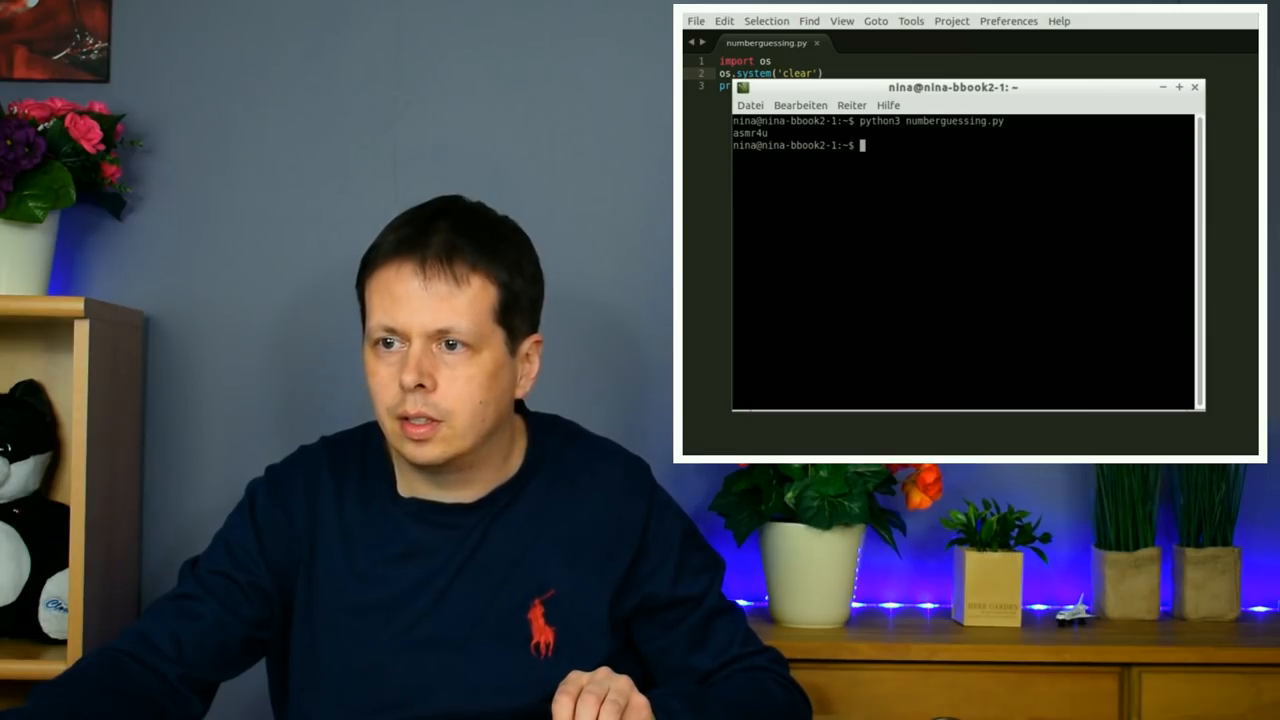 File Edit Selection Find View Goto Tools Project Preferences Help
numberguessing.py ×
1 import os
2 os.system('clear')
3 pr
nina@nina-bbook2-1: ~
Datei Bearbeiten Reiter Hilfe
nina@nina-bbook2-1:~$ python3 numberguessing.py
asmr4u
nina@nina-bbook2-1:~$
HERB GARDEN